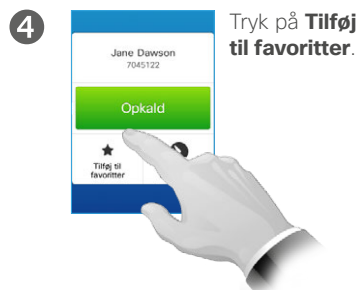 4
Tryk på Tilføj
til favoritter.
Jane Dawson
7045122
Opkald
Tilføj til
favoritter